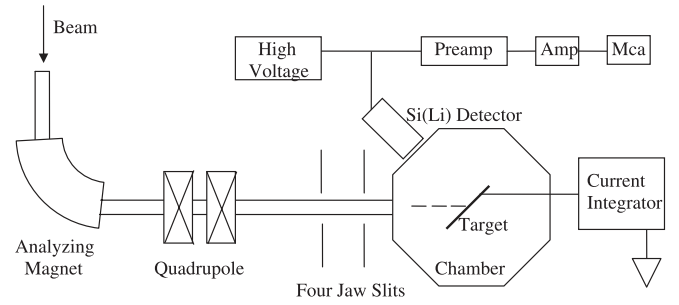 Beam
High
Voltage
Preamp
Amp
Mca
Si(Li) Detector
Current
Integrator
Target
Analyzing
Magnet
Quadrupole
Chamber
Four Jaw Slits